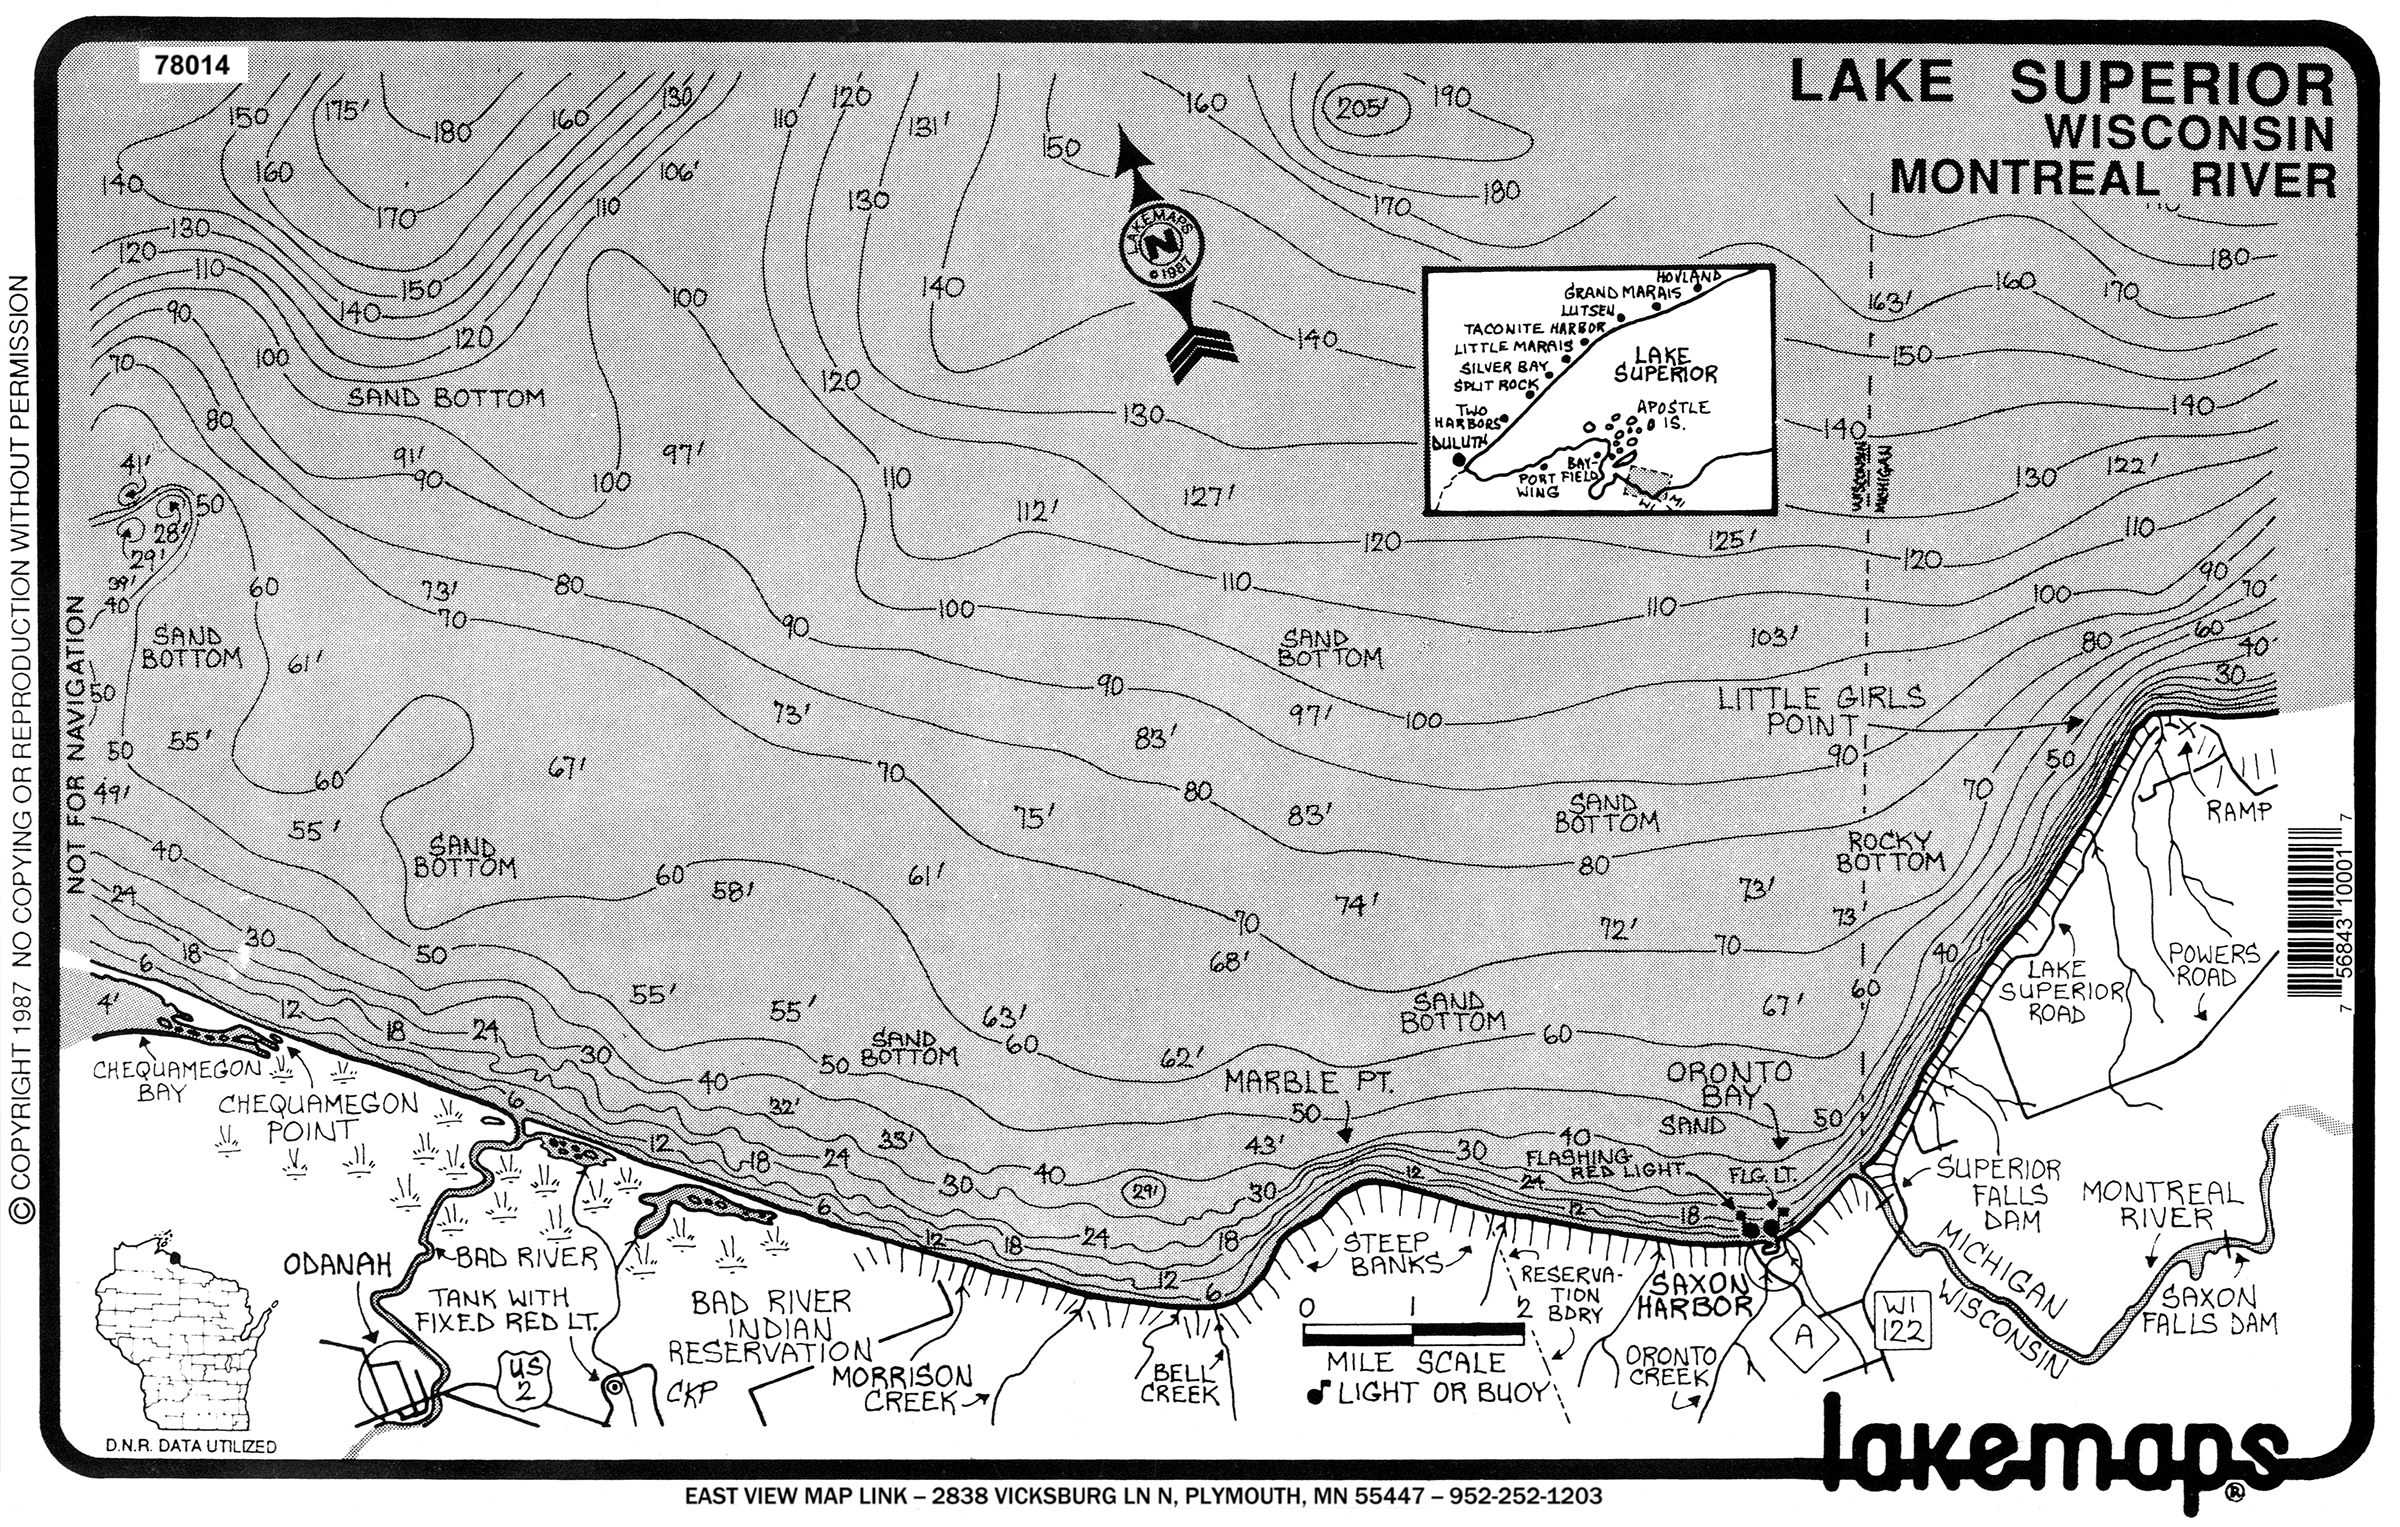 78014
LAKE SUPERIOR
WISCONSIN
MONTREAL RIVER
150
175'
180
160
130
110
120
131'
150
160
205'
190
140
160
170
106'
110
130
180
170
130
120
110
150
140
120
90
100
140
LAKEMAPS
N
© 1987
140
163'
160
170
180
150
HOVLAND
GRAND MARAIS
LUTSEN
TACONITE HARBOR
LITTLE MARAIS
SILVER BAY
SPLIT ROCK
TWO
HARBORS
DULUTH
LAKE
SUPERIOR
APOSTLE
IS.
BAY-
FIELD
PORT
WING
MI
WI
70
80
100
SAND BOTTOM
120
130
140
140
WISCONSIN
MICHIGAN
41'
50
28'
29'
39'
40
91'
90
100
97'
110
112'
127'
120
125'
120
130
122'
110
60
73'
70
80
90
100
110
110
103'
100
90
70'
SAND
BOTTOM
61'
50
SAND
BOTTOM
80
60
40'
30
LITTLE GIRLS
POINT
90
73'
83'
97'
100
50
55'
60
67'
70
80
90
50
70
RAMP
49'
55'
75'
83'
SAND
BOTTOM
40
SAND
BOTTOM
60
58'
61'
80
ROCKY
BOTTOM
24
74'
73'
73'
70
72'
70
18
30
50
68'
40
6
LAKE
SUPERIOR
ROAD
POWERS
ROAD
4'
12
18
24
30
55'
55'
63'
60
SAND
BOTTOM
67'
60
SAND
BOTTOM
50
62'
60
CHEQUAMEGON
BAY
CHEQUAMEGON
POINT
40
32'
33'
MARBLE PT.
50
ORONTO
BAY
SAND
50
6
12
18
24
30
40
43'
29'
30
30
40
24
12
FLASHING
RED LIGHT
FLG. LT.
12
18
6
12
18
24
18
12
6
SUPERIOR
FALLS
DAM
MONTREAL
RIVER
ODANAH
BAD RIVER
TANK WITH
FIXED RED LT.
US
2
CKP
BAD RIVER
INDIAN
RESERVATION
MORRISON
CREEK
BELL
CREEK
STEEP
BANKS
RESERVA-
TION
BDRY
SAXON
HARBOR
ORONTO
CREEK
A
WI
122
MICHIGAN
WISCONSIN
SAXON
FALLS DAM
0 1 2
MILE SCALE
LIGHT OR BUOY
D.N.R. DATA UTILIZED
NOT FOR NAVIGATION
© COPYRIGHT 1987 NO COPYING OR REPRODUCTION WITHOUT PERMISSION
7 56843 10001 7
lakemaps®
EAST VIEW MAP LINK – 2838 VICKSBURG LN N, PLYMOUTH, MN 55447 – 952-252-1203